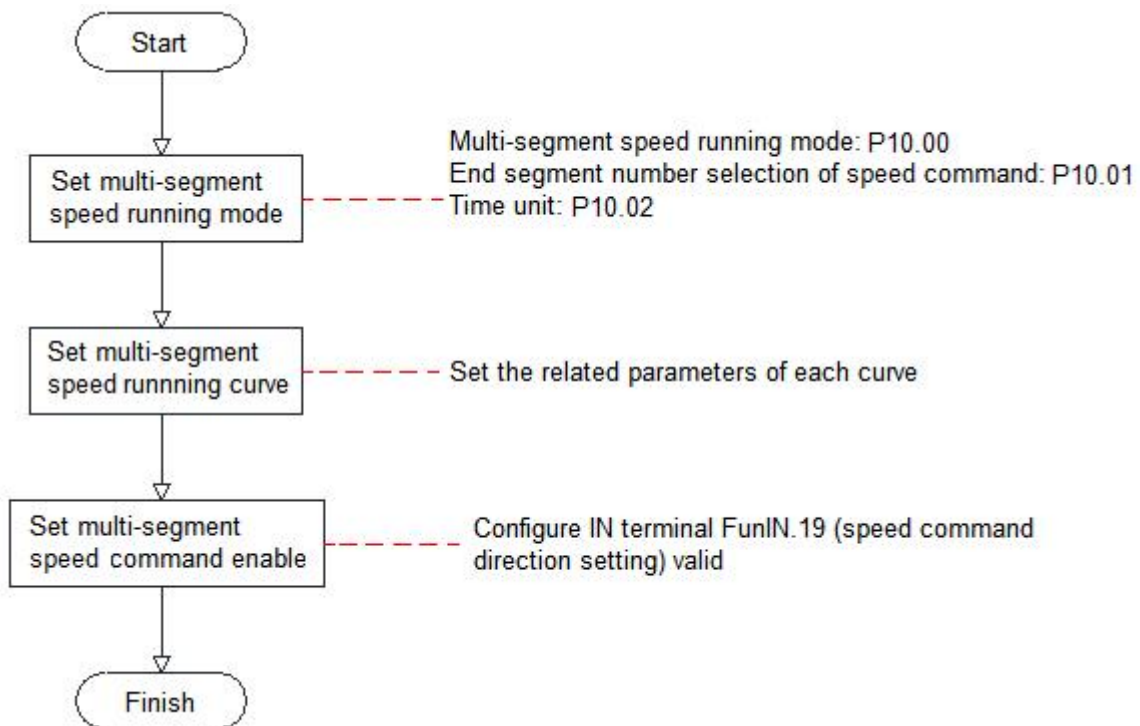 Start
Set multi-segment
speed running mode
Multi-segment speed running mode: P10.00
End segment number selection of speed command: P10.01
Time unit: P10.02
Set multi-segment
speed runnning curve
Set the related parameters of each curve
Set multi-segment
speed command enable
Configure IN terminal FunIN.19 (speed command
direction setting) valid
Finish